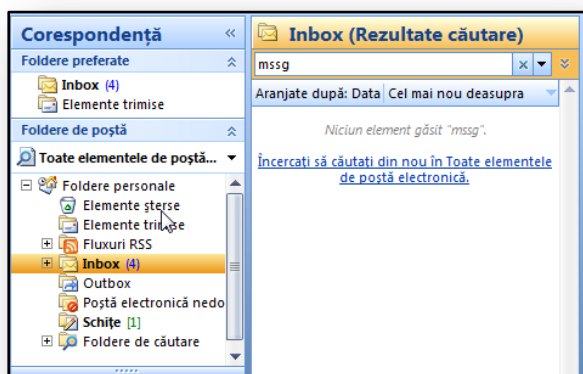 Corespondență
Foldere preferate
Inbox (4)
Elemente trimise
Foldere de poștă
Toate elementele de poștă...
Foldere personale
Elemente șterse
Elemente trimise
Fluxuri RSS
Inbox (4)
Outbox
Poștă electronică nedo
Schițe [1]
Foldere de căutare
Inbox (Rezultate căutare)
mssg
Aranjate după: Data Cel mai nou deasupra
Niciun element găsit "mssg".
Încercați să căutați din nou în Toate elementele
de poștă electronică.